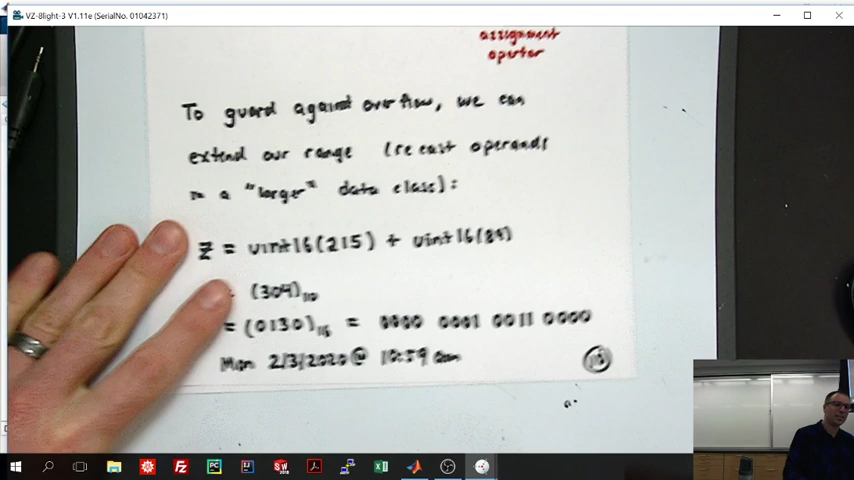 VZ-8light-3 V1.11e (SerialNo. 01042371)
assignment
opertor
To guard against overflow, we can
extend our range (recast operands
in a "larger" data class):
z = uint16(215) + uint16(89)
= (304)10
= (0130)16 = 0000 0001 0011 0000
Mon 2/3/2020 @ 10:59 am